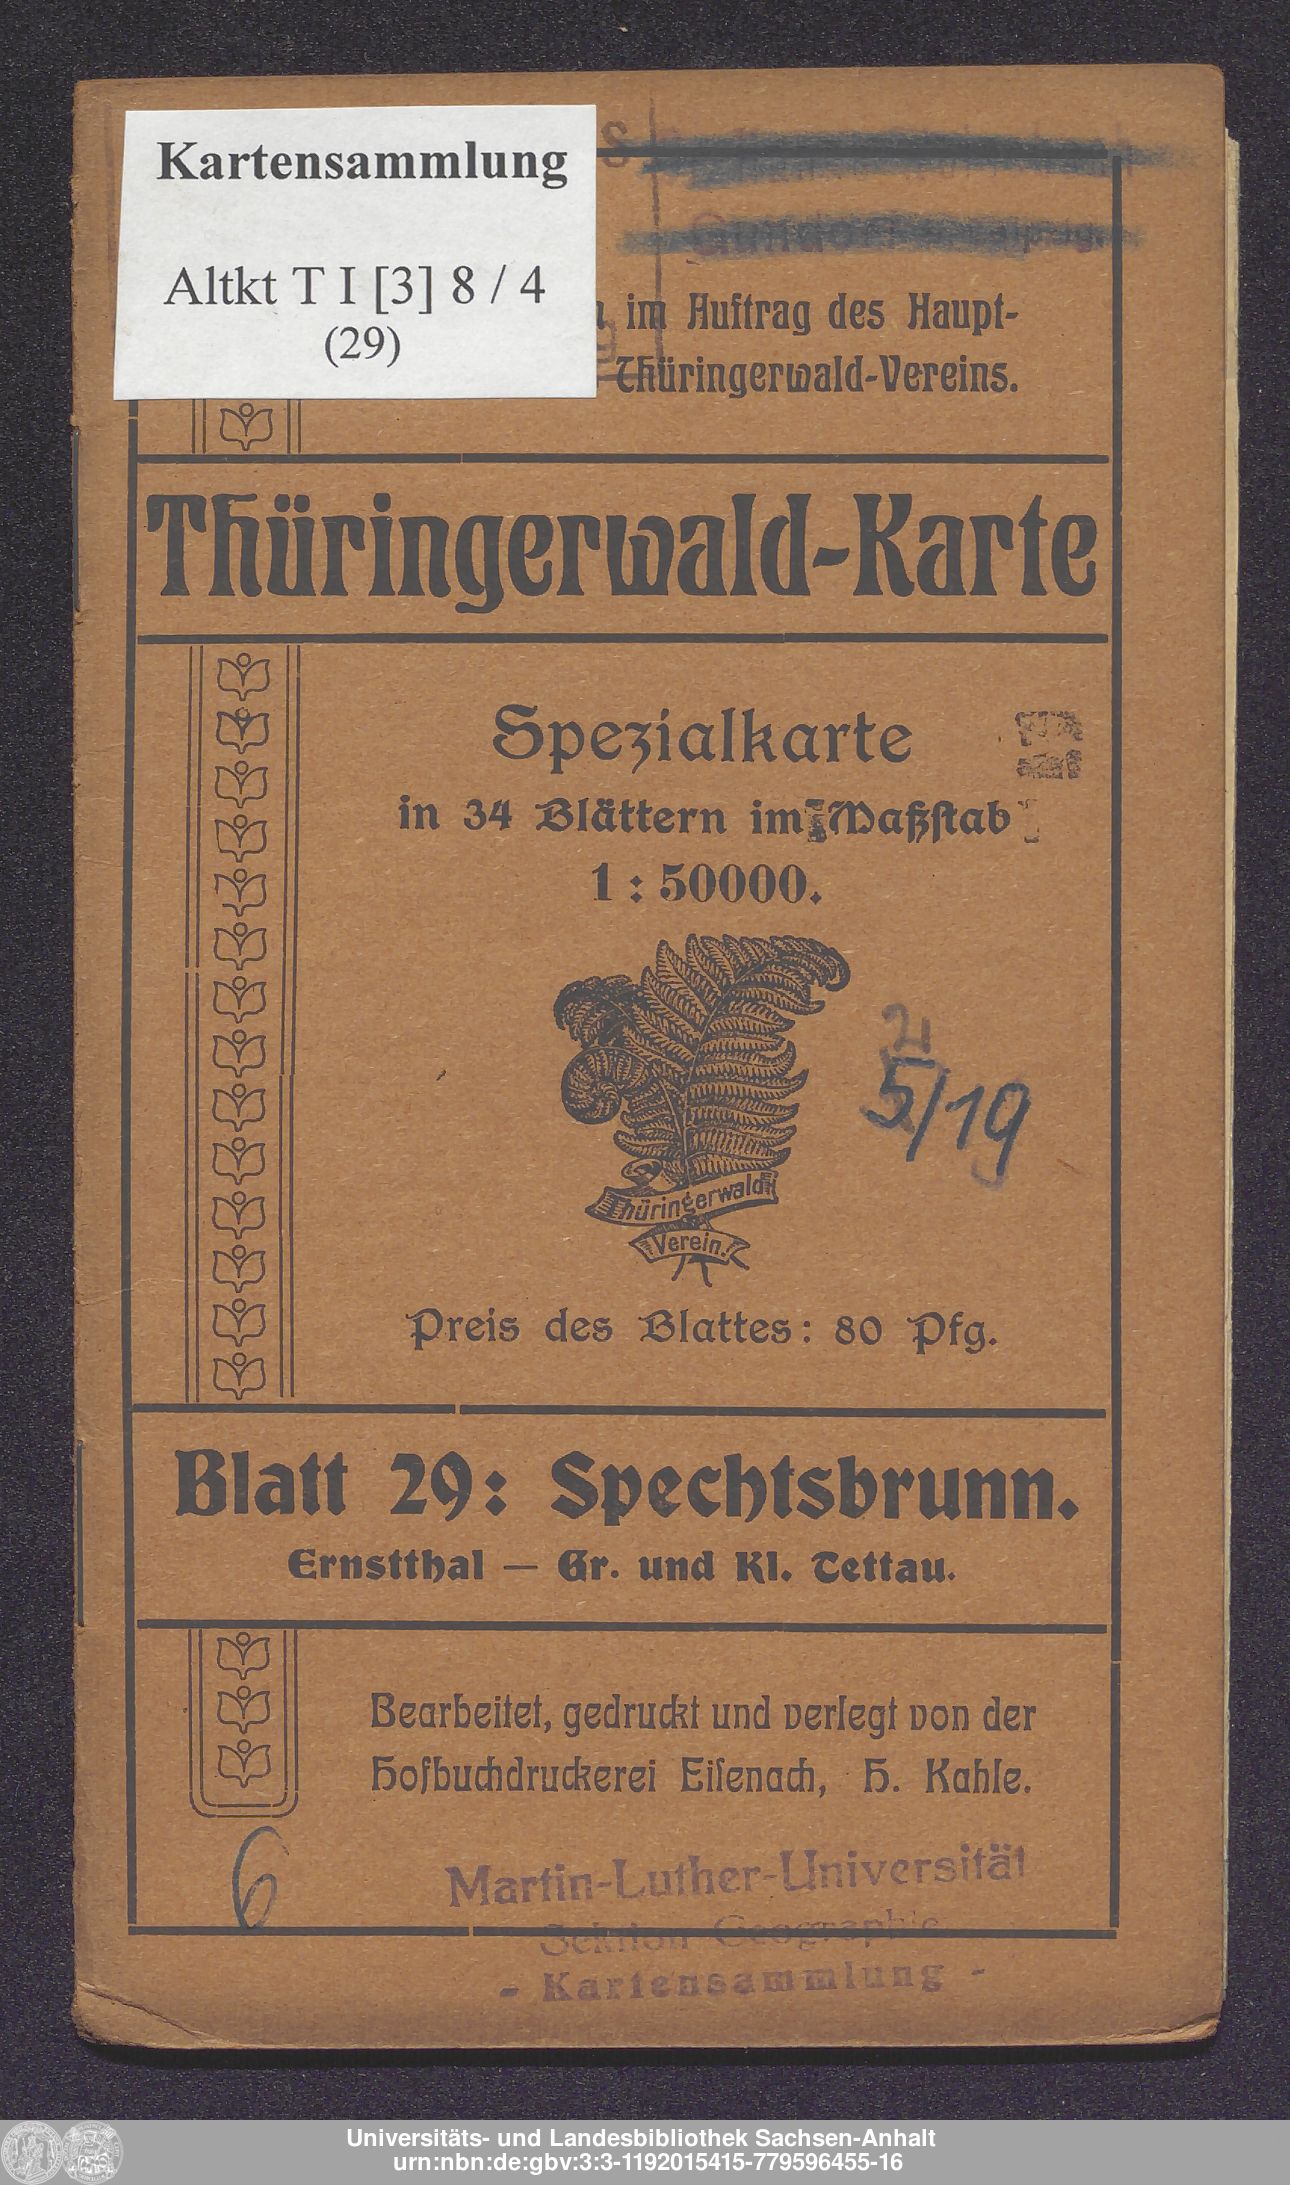 Kartensammlung
Altkt T I [3] 8 / 4
(29)
im Auftrag des Haupt-
Thüringerwald-Vereins.
Thüringerwald-Karte
Spezialkarte
in 34 Blättern im Maßstab
1 : 50000.
5/19
Thüringerwald
Verein.
Preis des Blattes: 80 Pfg.
Blatt 29: Spechtsbrunn.
Ernstthal — Gr. und Kl. Tettau.
Bearbeitet, gedruckt und verlegt von der
Hofbuchdruckerei Eisenach, H. Kahle.
6
Martin-Luther-Universität
Sektion Geographie
- Kartensammlung -
Universitäts- und Landesbibliothek Sachsen-Anhalt
urn:nbn:de:gbv:3:3-1192015415-779596455-16